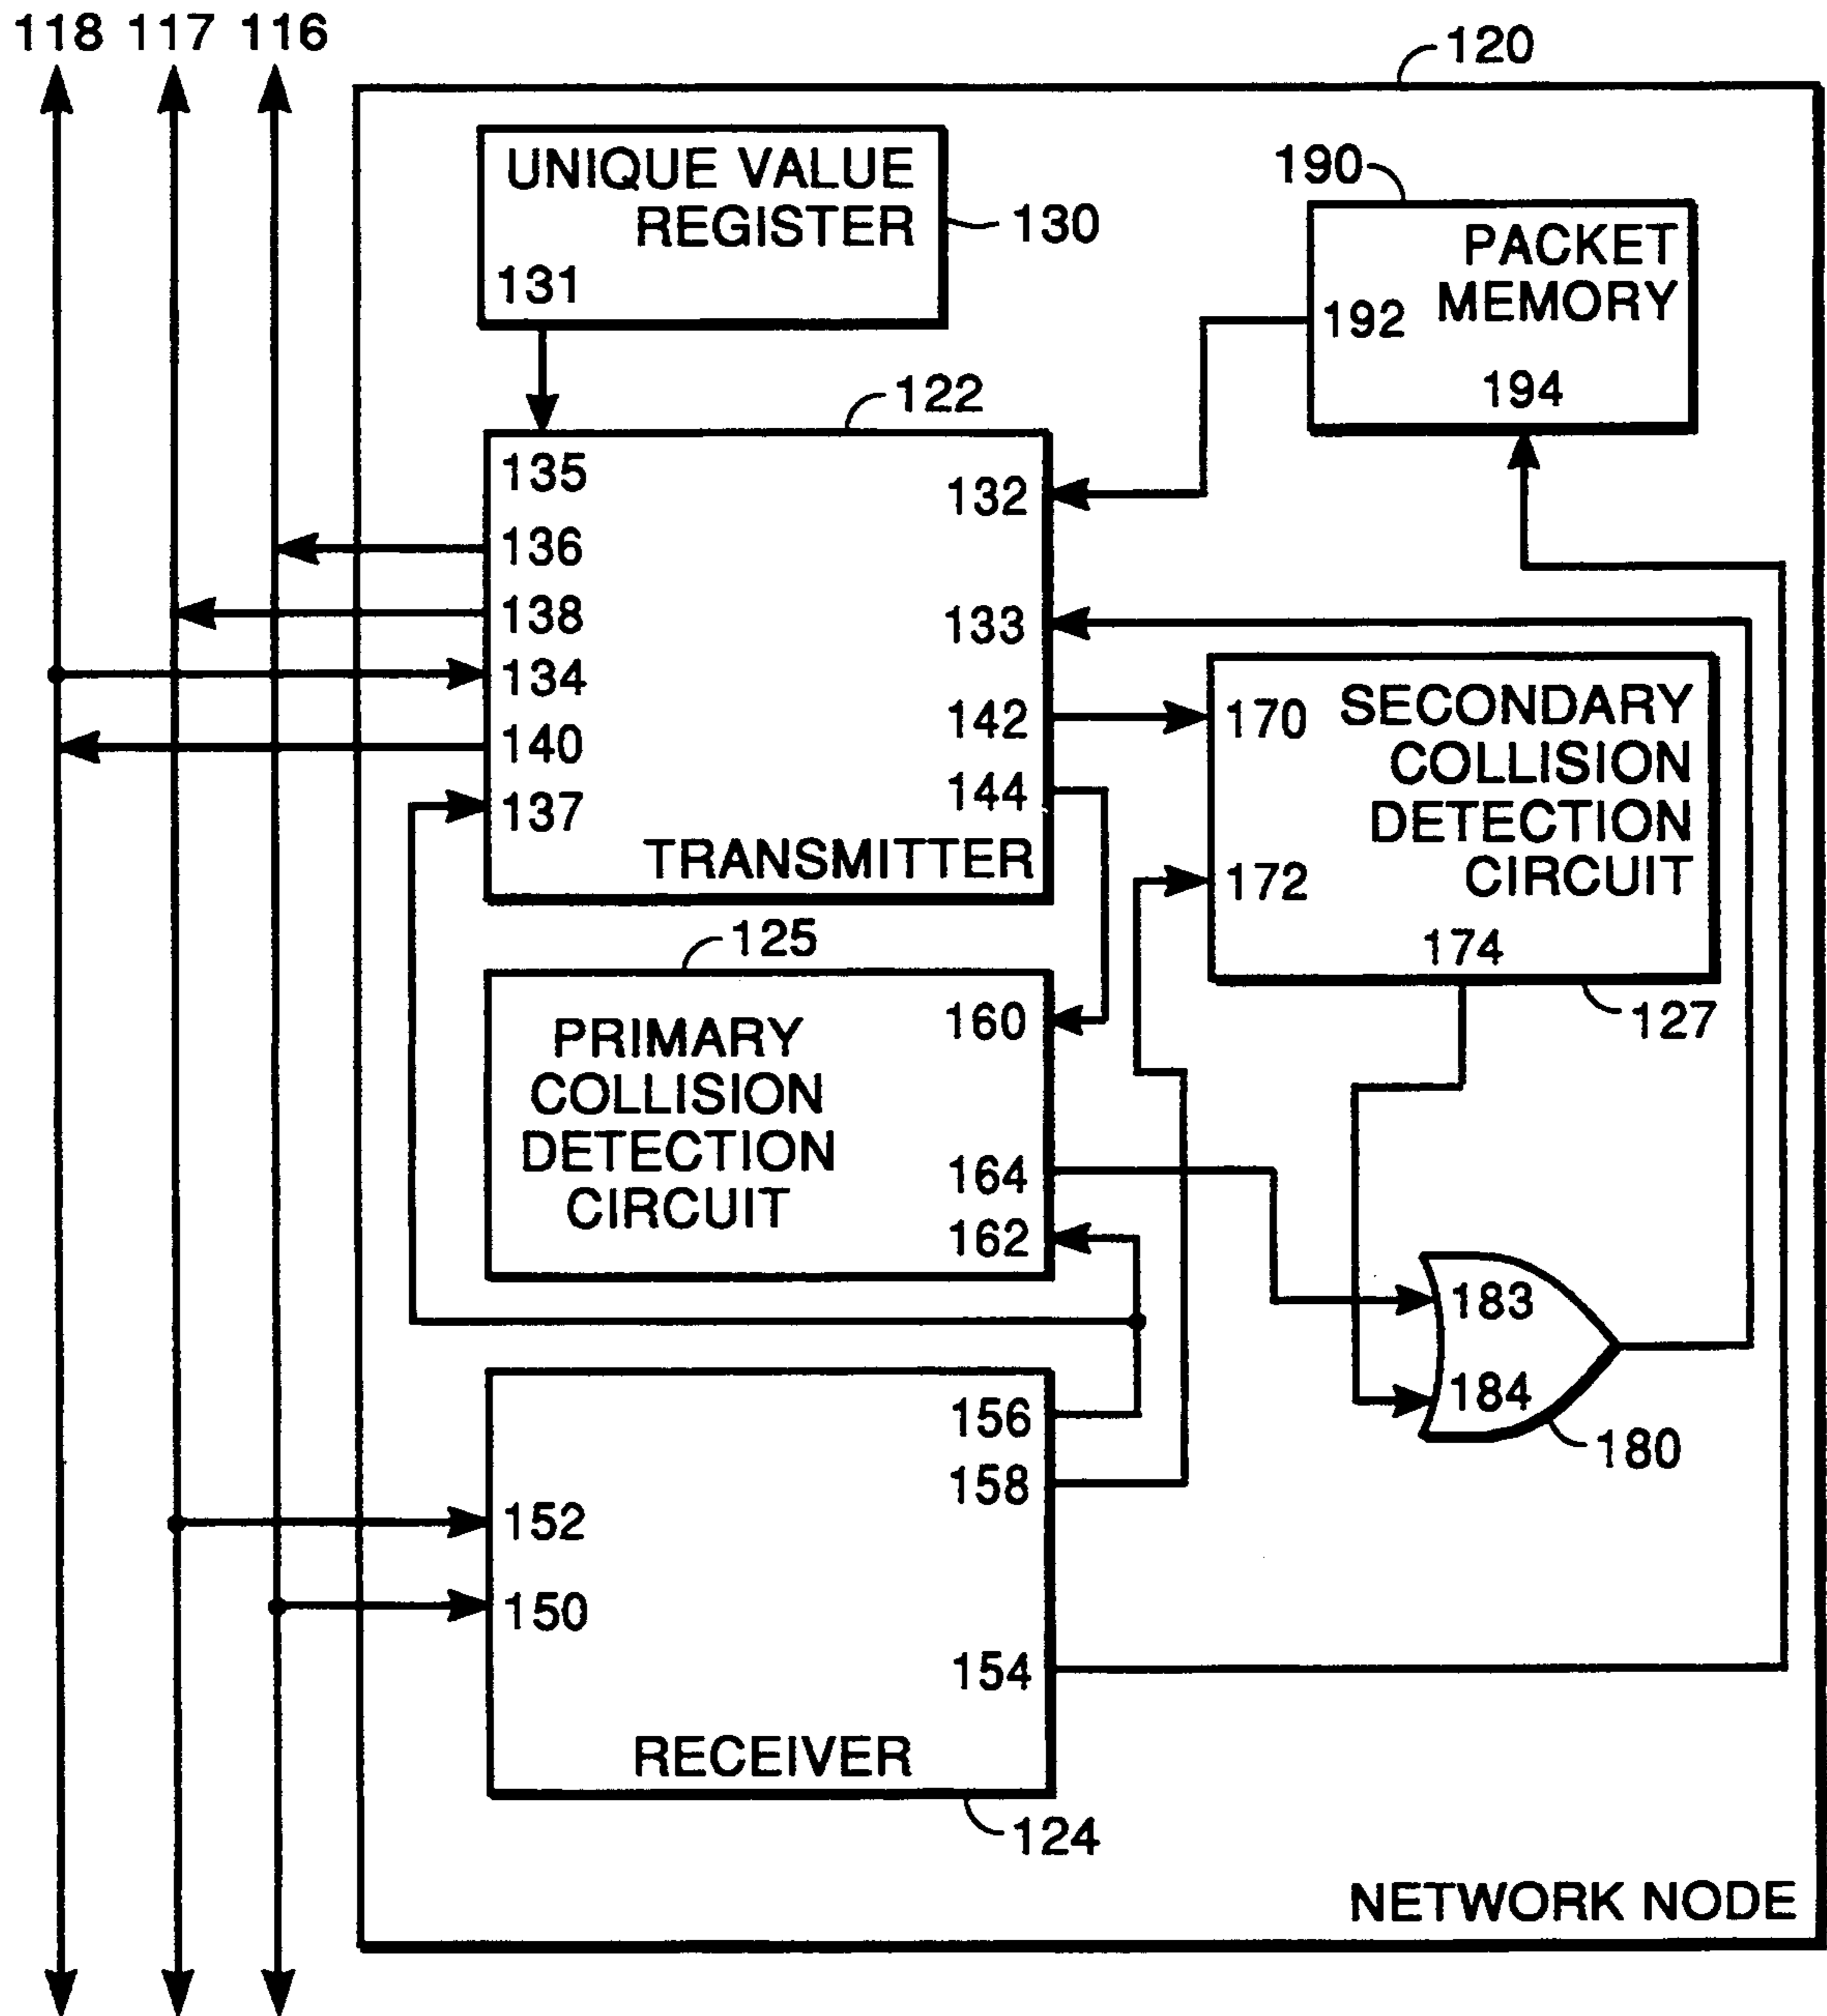 118 117 116
120
UNIQUE VALUE
REGISTER
130
131
190
PACKET
MEMORY
192
194
122
135
132
136
138
133
134
142
140
144
137
TRANSMITTER
170
SECONDARY
COLLISION
DETECTION
CIRCUIT
172
174
127
125
160
PRIMARY
COLLISION
DETECTION
CIRCUIT
164
162
183
184
180
156
158
152
150
154
RECEIVER
124
NETWORK NODE